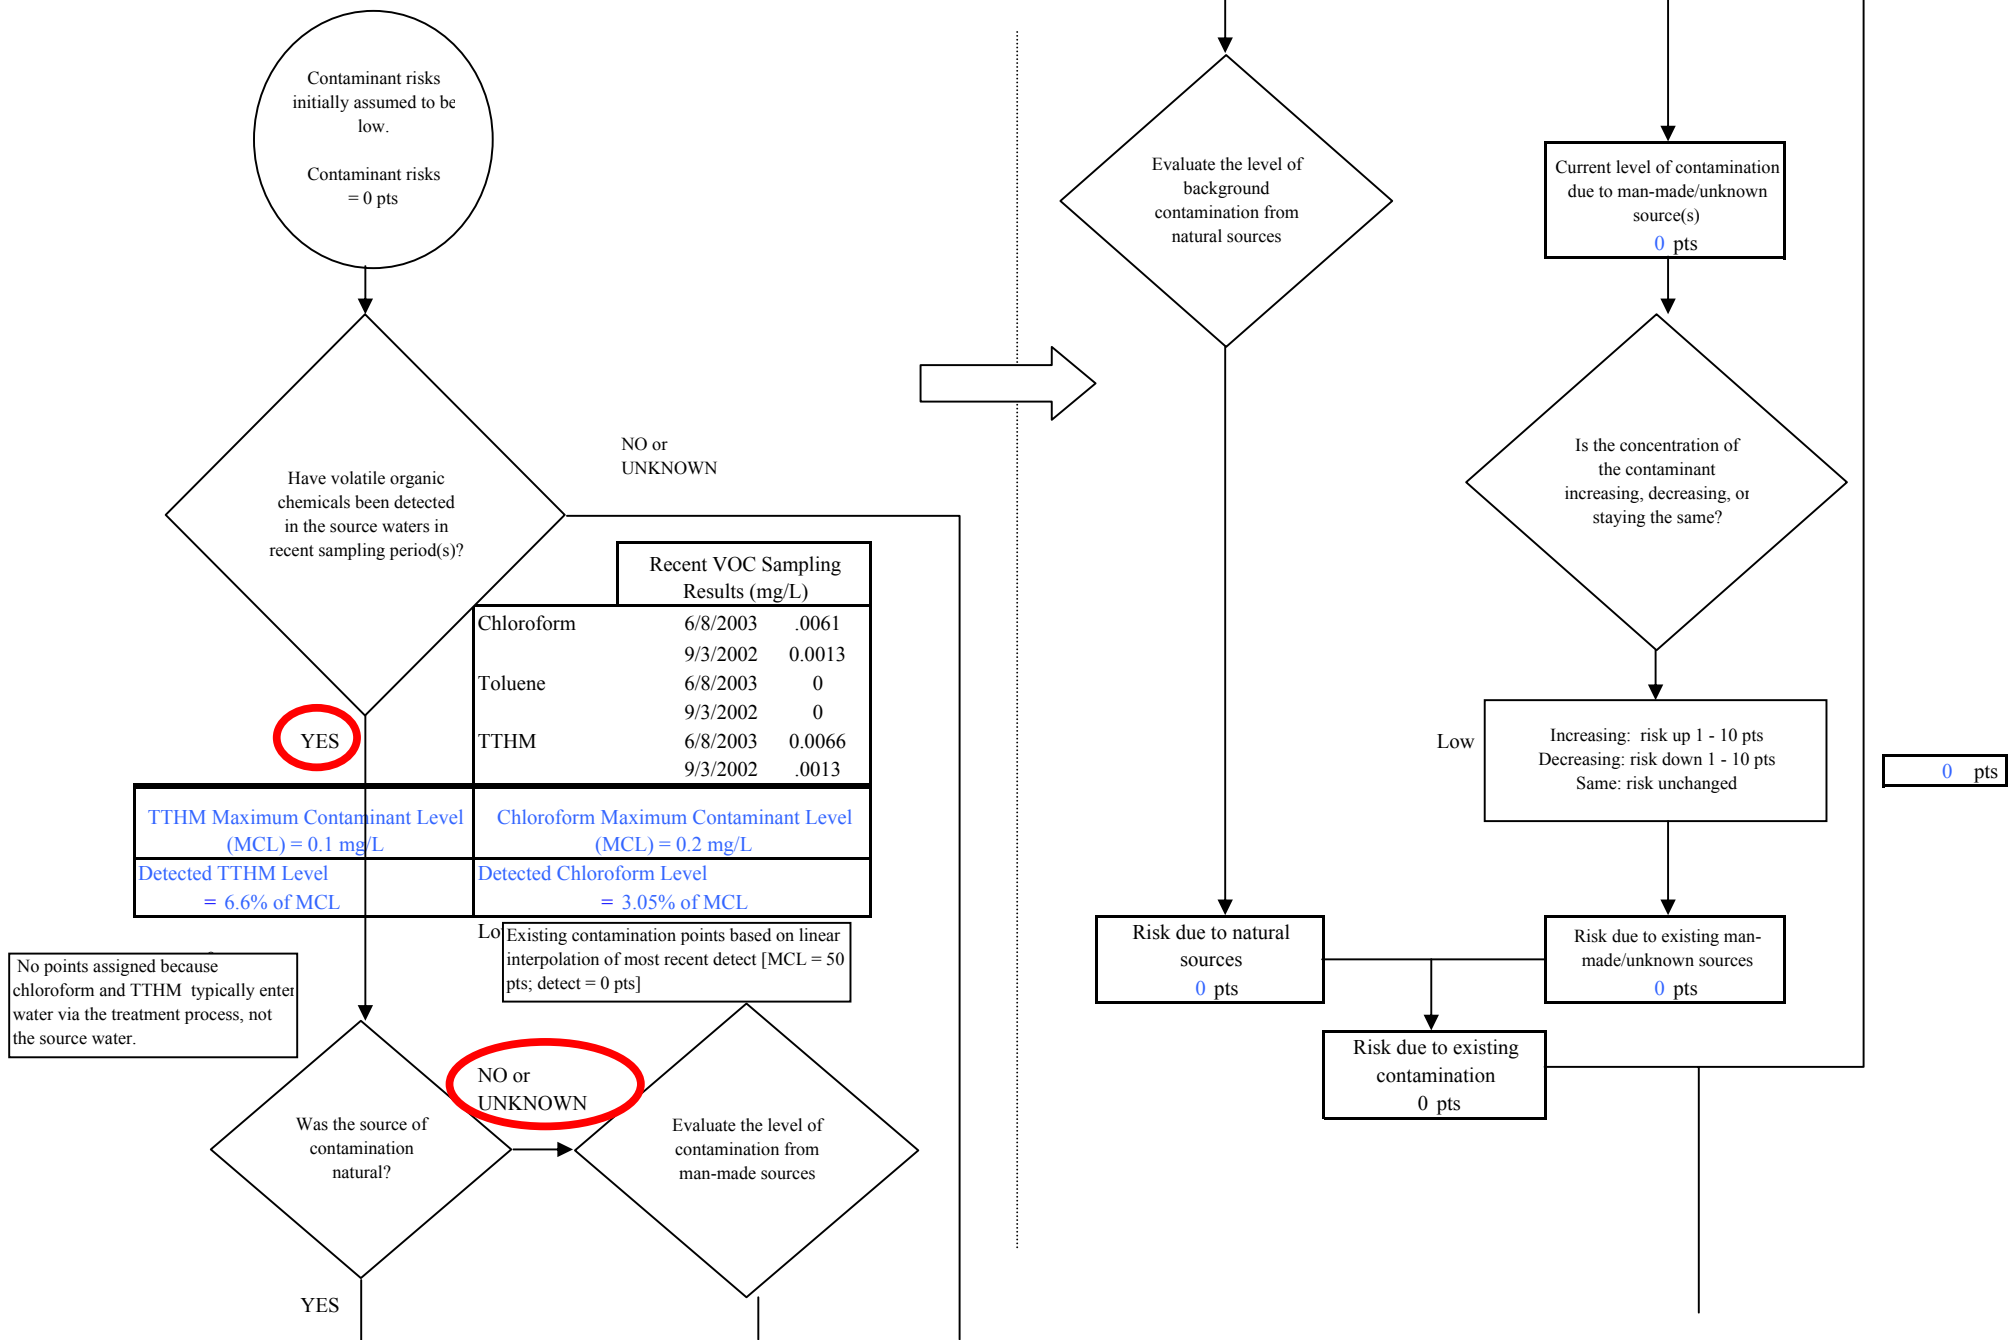 Contaminant risks
initially assumed to be
low.
Contaminant risks
= 0 pts
Have volatile organic
chemicals been detected
in the source waters in
recent sampling period(s)?
NO or
UNKNOWN
YES
Recent VOC Sampling
Results (mg/L)
Chloroform 6/8/2003 .0061
9/3/2002 0.0013
Toluene 6/8/2003 0
9/3/2002 0
TTHM 6/8/2003 0.0066
9/3/2002 .0013
TTHM Maximum Contaminant Level
(MCL) = 0.1 mg/L
Chloroform Maximum Contaminant Level
(MCL) = 0.2 mg/L
Detected TTHM Level
= 6.6% of MCL
Detected Chloroform Level
= 3.05% of MCL
Lo
Existing contamination points based on linear
interpolation of most recent detect [MCL = 50
pts; detect = 0 pts]
No points assigned because
chloroform and TTHM typically enter
water via the treatment process, not
the source water.
Was the source of
contamination
natural?
NO or
UNKNOWN
Evaluate the level of
contamination from
man-made sources
YES
Evaluate the level of
background
contamination from
natural sources
Current level of contamination
due to man-made/unknown
source(s)
0 pts
Is the concentration of
the contaminant
increasing, decreasing, or
staying the same?
Low
Increasing: risk up 1 - 10 pts
Decreasing: risk down 1 - 10 pts
Same: risk unchanged
0 pts
Risk due to natural
sources
0 pts
Risk due to existing man-
made/unknown sources
0 pts
Risk due to existing
contamination
0 pts